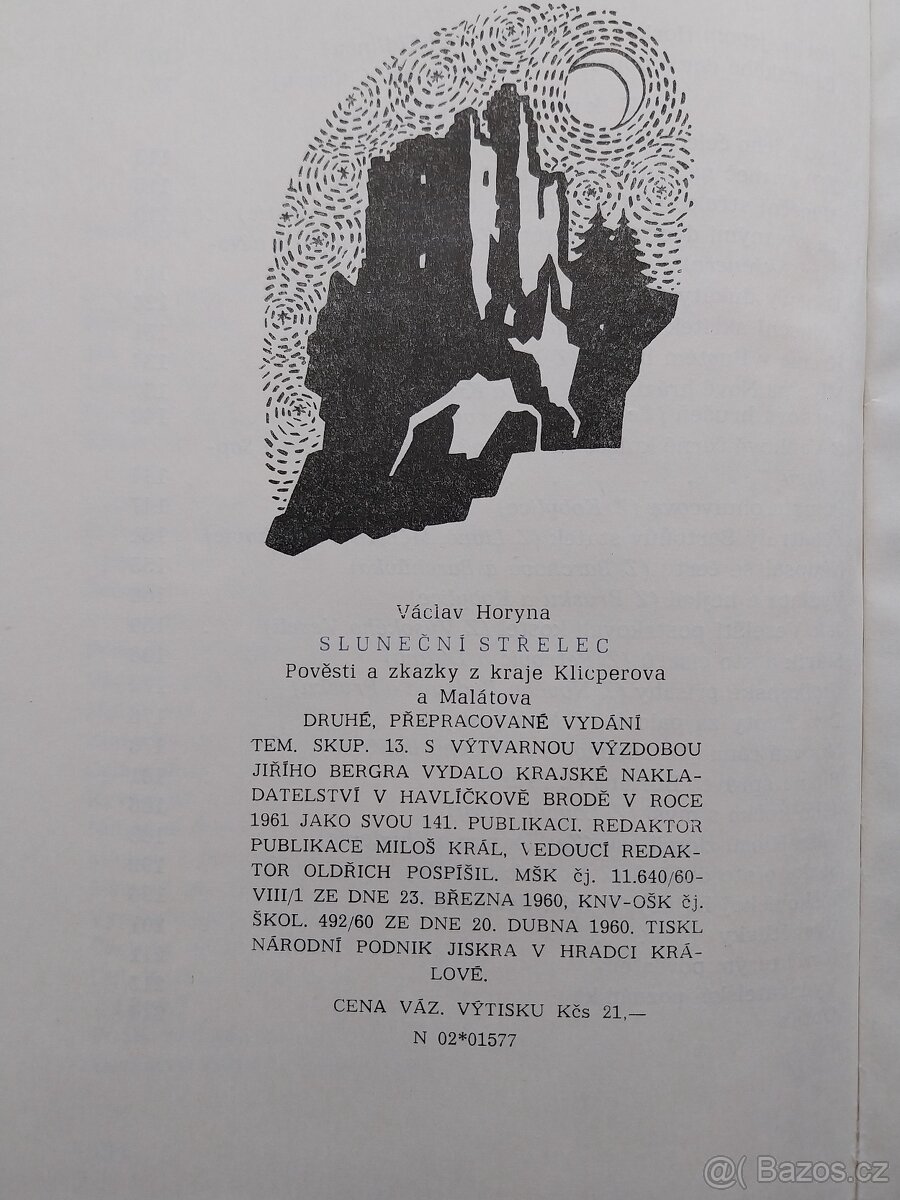 Václav Horyna
SLUNEČNÍ STŘELEC
Pověsti a zkazky z kraje Klicperova
a Malátova
DRUHÉ, PŘEPRACOVANÉ VYDÁNÍ
TEM. SKUP. 13. S VÝTVARNOU VÝZDOBOU
JIŘÍHO BERGRA VYDALO KRAJSKÉ NAKLA-
DATELSTVÍ V HAVLÍČKOVĚ BRODĚ V ROCE
1961 JAKO SVOU 141. PUBLIKACI. REDAKTOR
PUBLIKACE MILOŠ KRÁL, VEDOUCÍ REDAK-
TOR OLDŘICH POSPÍŠIL. MŠK čj. 11.640/60-
VIII/1 ZE DNE 23. BŘEZNA 1960, KNV-OŠK čj.
ŠKOL. 492/60 ZE DNE 20. DUBNA 1960. TISKL
NÁRODNÍ PODNIK JISKRA V HRADCI KRÁ-
LOVÉ.
CENA VÁZ. VÝTISKU Kčs 21,—
N 02*01577
@( Bazos.cz